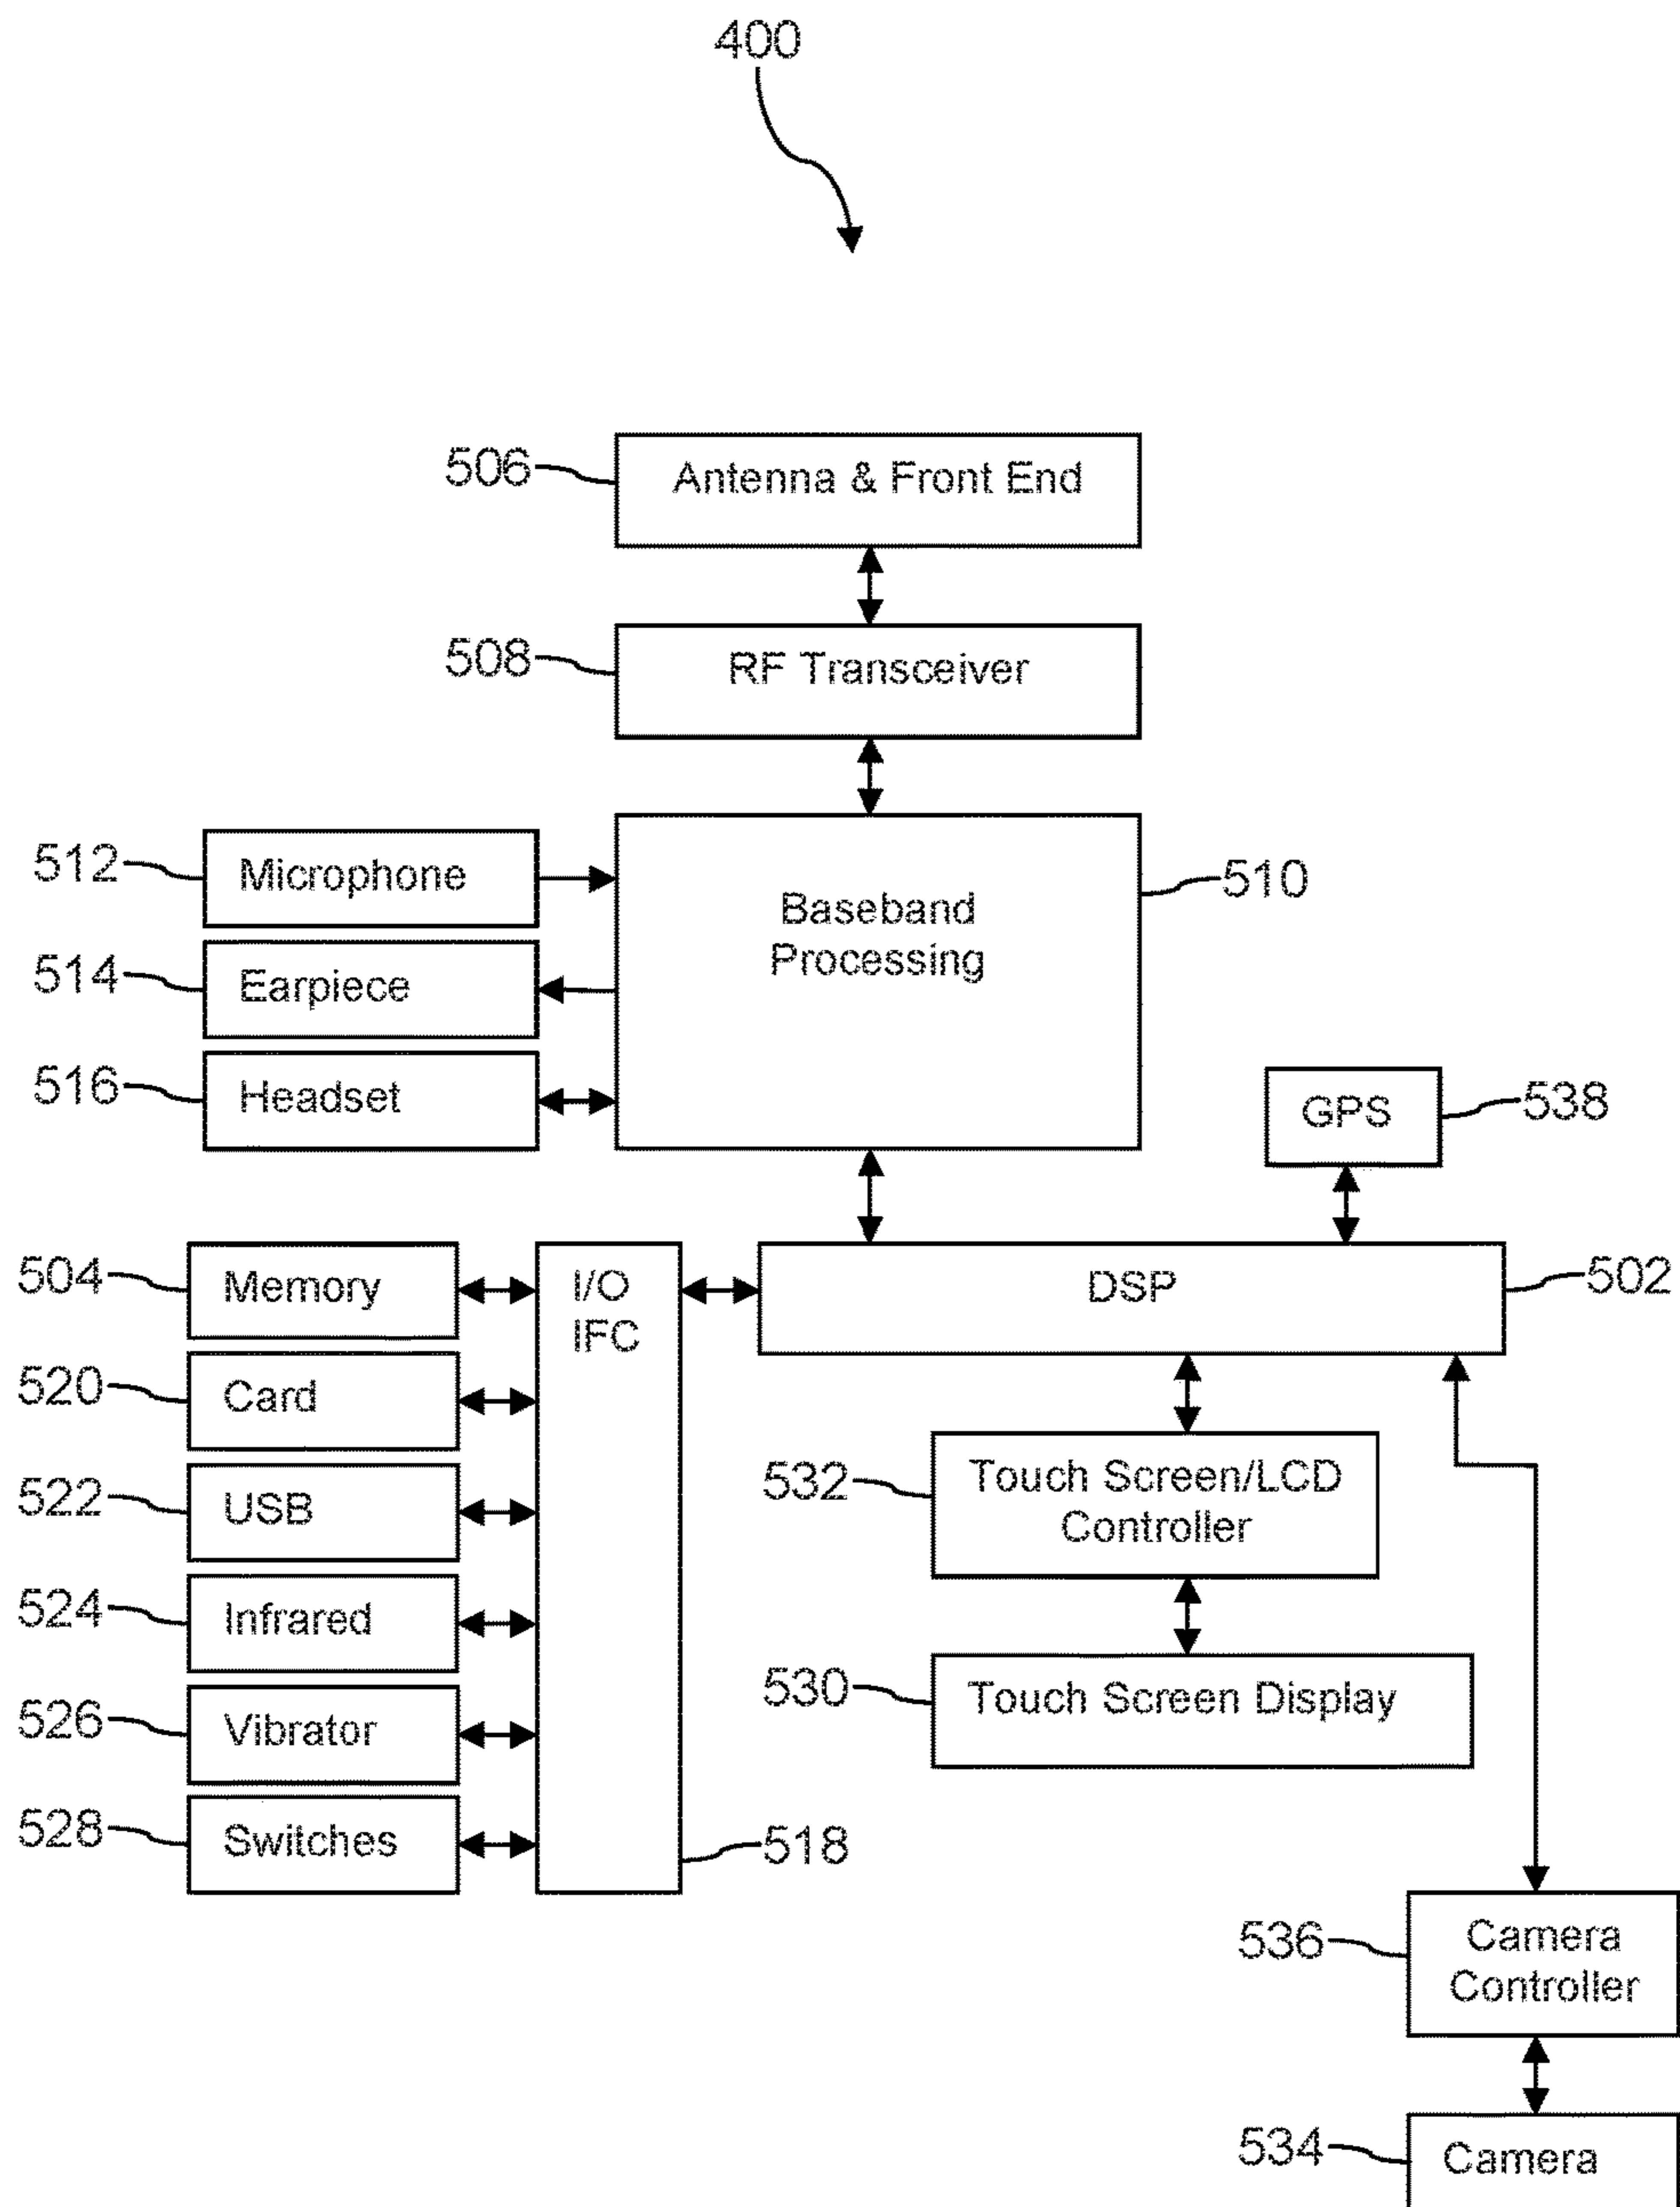 400
506 Antenna & Front End
508 RF Transceiver
512 Microphone
Baseband
Processing
510
514 Earpiece
516 Headset
GPS 538
504 Memory
I/O
IFC
DSP 502
520 Card
522 USB
532 Touch Screen/LCD
Controller
524 Infrared
530 Touch Screen Display
526 Vibrator
528 Switches
518
536 Camera
Controller
534 Camera